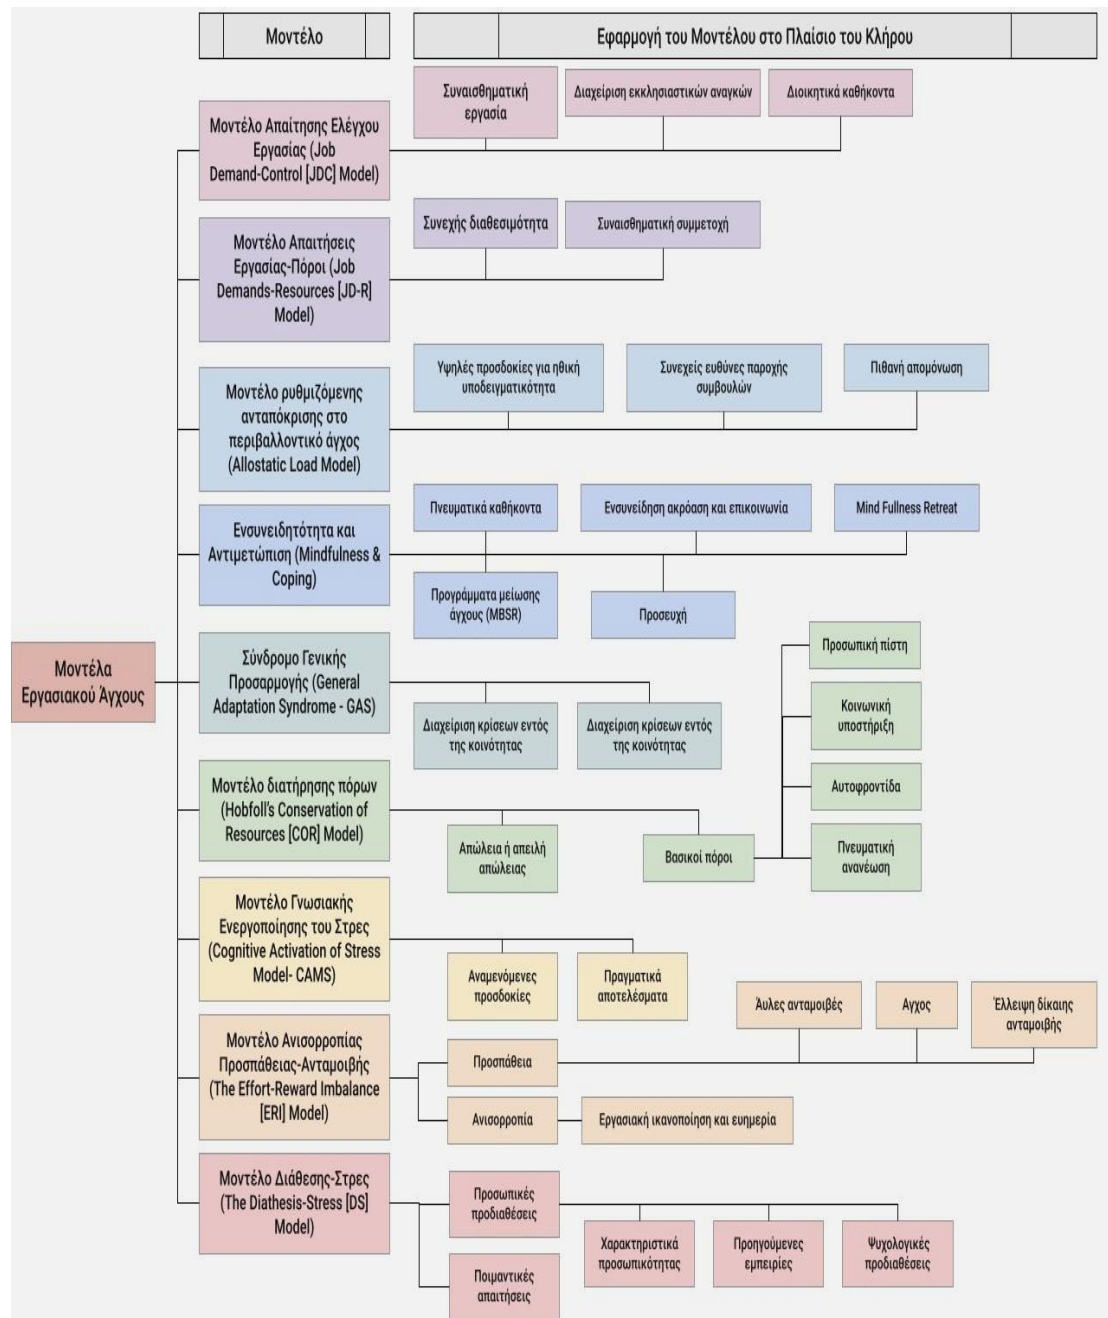 Μοντέλο
Εφαρμογή του Μοντέλου στο Πλαίσιο του Κλήρου
Μοντέλα
Εργασιακού Άγχους
Μοντέλο Απαίτησης Ελέγχου
Εργασίας (Job
Demand-Control [JDC] Model)
Συναισθηματική
εργασία
Διαχείριση εκκλησιαστικών αναγκών
Διοικητικά καθήκοντα
Μοντέλο Απαιτήσεις
Εργασίας-Πόροι (Job
Demands-Resources [JD-R]
Model)
Συνεχής διαθεσιμότητα
Συναισθηματική συμμετοχή
Μοντέλο ρυθμιζόμενης
ανταπόκρισης στο
περιβαλλοντικό άγχος
(Allostatic Load Model)
Υψηλές προσδοκίες για ηθική
υποδειγματικότητα
Συνεχείς ευθύνες παροχής
συμβουλών
Πιθανή απομόνωση
Ενσυνειδητότητα και
Αντιμετώπιση (Mindfulness &
Coping)
Πνευματικά καθήκοντα
Ενσυνείδηση ακρόαση και επικοινωνία
Mind Fullness Retreat
Προγράμματα μείωσης
άγχους (MBSR)
Προσευχή
Σύνδρομο Γενικής
Προσαρμογής (General
Adaptation Syndrome - GAS)
Διαχείριση κρίσεων εντός
της κοινότητας
Διαχείριση κρίσεων εντός
της κοινότητας
Μοντέλο διατήρησης πόρων
(Hobfoll's Conservation of
Resources [COR] Model)
Απώλεια ή απειλή
απώλειας
Βασικοί πόροι
Προσωπική πίστη
Κοινωνική
υποστήριξη
Αυτοφροντίδα
Πνευματική
ανανέωση
Μοντέλο Γνωσιακής
Ενεργοποίησης του Στρες
(Cognitive Activation of Stress
Model- CAMS)
Αναμενόμενες
προσδοκίες
Πραγματικά
αποτελέσματα
Μοντέλο Ανισορροπίας
Προσπάθειας-Ανταμοιβής
(The Effort-Reward Imbalance
[ERI] Model)
Προσπάθεια
Άυλες ανταμοιβές
Αγχος
Έλλειψη δίκαιης
ανταμοιβής
Ανισορροπία
Εργασιακή ικανοποίηση και ευημερία
Μοντέλο Διάθεσης-Στρες
(The Diathesis-Stress [DS]
Model)
Προσωπικές
προδιαθέσεις
Χαρακτηριστικά
προσωπικότητας
Προηγούμενες
εμπειρίες
Ψυχολογικές
προδιαθέσεις
Ποιμαντικές
απαιτήσεις